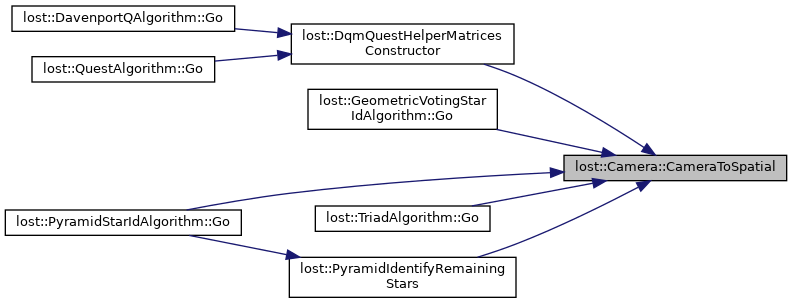 lost::DavenportQAlgorithm::Go
lost::DqmQuestHelperMatrices
Constructor
lost::QuestAlgorithm::Go
lost::GeometricVotingStar
IdAlgorithm::Go
lost::Camera::CameraToSpatial
lost::PyramidStarIdAlgorithm::Go
lost::TriadAlgorithm::Go
lost::PyramidIdentifyRemaining
Stars